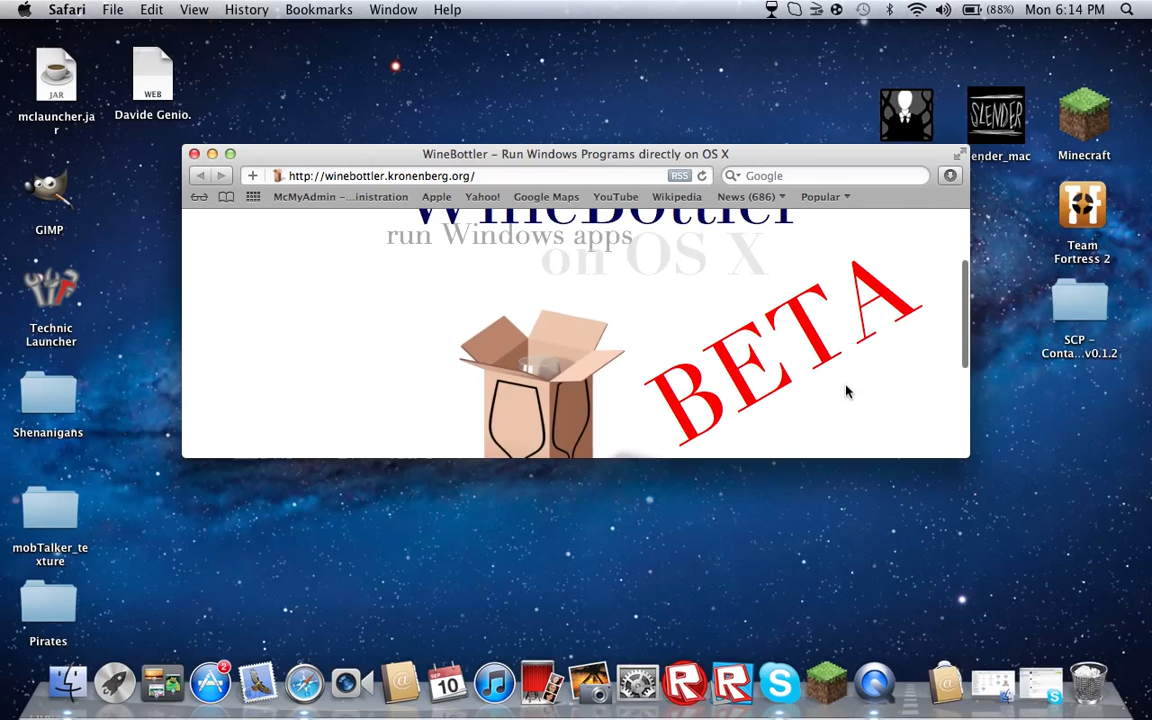 Safari File Edit View History Bookmarks Window Help (88%) Mon 6:14 PM
JAR
mclauncher.ja
r
WEB
Davide Genio.
SLENDER
ender_mac
Minecraft
WineBottler – Run Windows Programs directly on OS X
http://winebottler.kronenberg.org/ RSS Google
McMyAdmin –...inistration Apple Yahoo! Google Maps YouTube Wikipedia News (686) Popular
WineBottler
run Windows apps
on OS X
BETA
GIMP
Team
Fortress 2
Technic
Launcher
SCP -
Conta...v0.1.2
Shenanigans
mobTalker_te
xture
Pirates
2
10